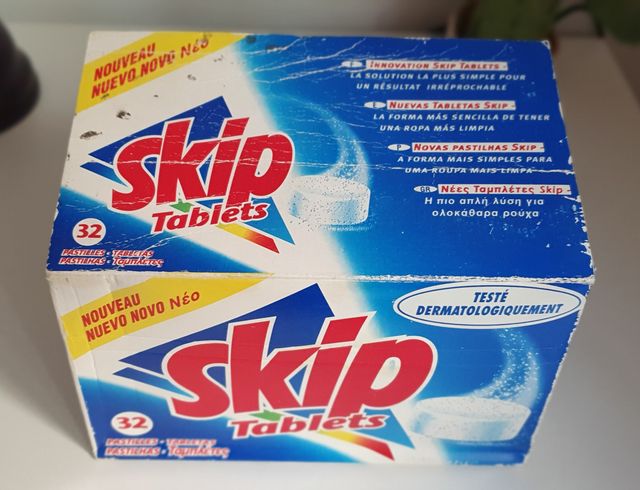 NOUVEAU
NUEVO NOVO Νέο
Skip
Tablets
32
PASTILLES - TABLETAS
PASTILHAS - Ταμπλέτες
F INNOVATION SKIP TABLETS -
LA SOLUTION LA PLUS SIMPLE POUR
UN RÉSULTAT IRRÉPROCHABLE
E NUEVAS TABLETAS SKIP -
LA FORMA MÁS SENCILLA DE TENER
UNA ROPA MÁS LIMPIA
P NOVAS PASTILHAS SKIP -
A FORMA MAIS SIMPLES PARA
UMA ROUPA MAIS LIMPA
GR Νέες Ταμπλέτες Skip -
Η πιο απλή λύση για
ολοκάθαρα ρούχα
NOUVEAU
NUEVO NOVO Νέο
TESTÉ
DERMATOLOGIQUEMENT
Skip
Tablets
32
PASTILLES - TABLETAS
PASTILHAS - Ταμπλέτες